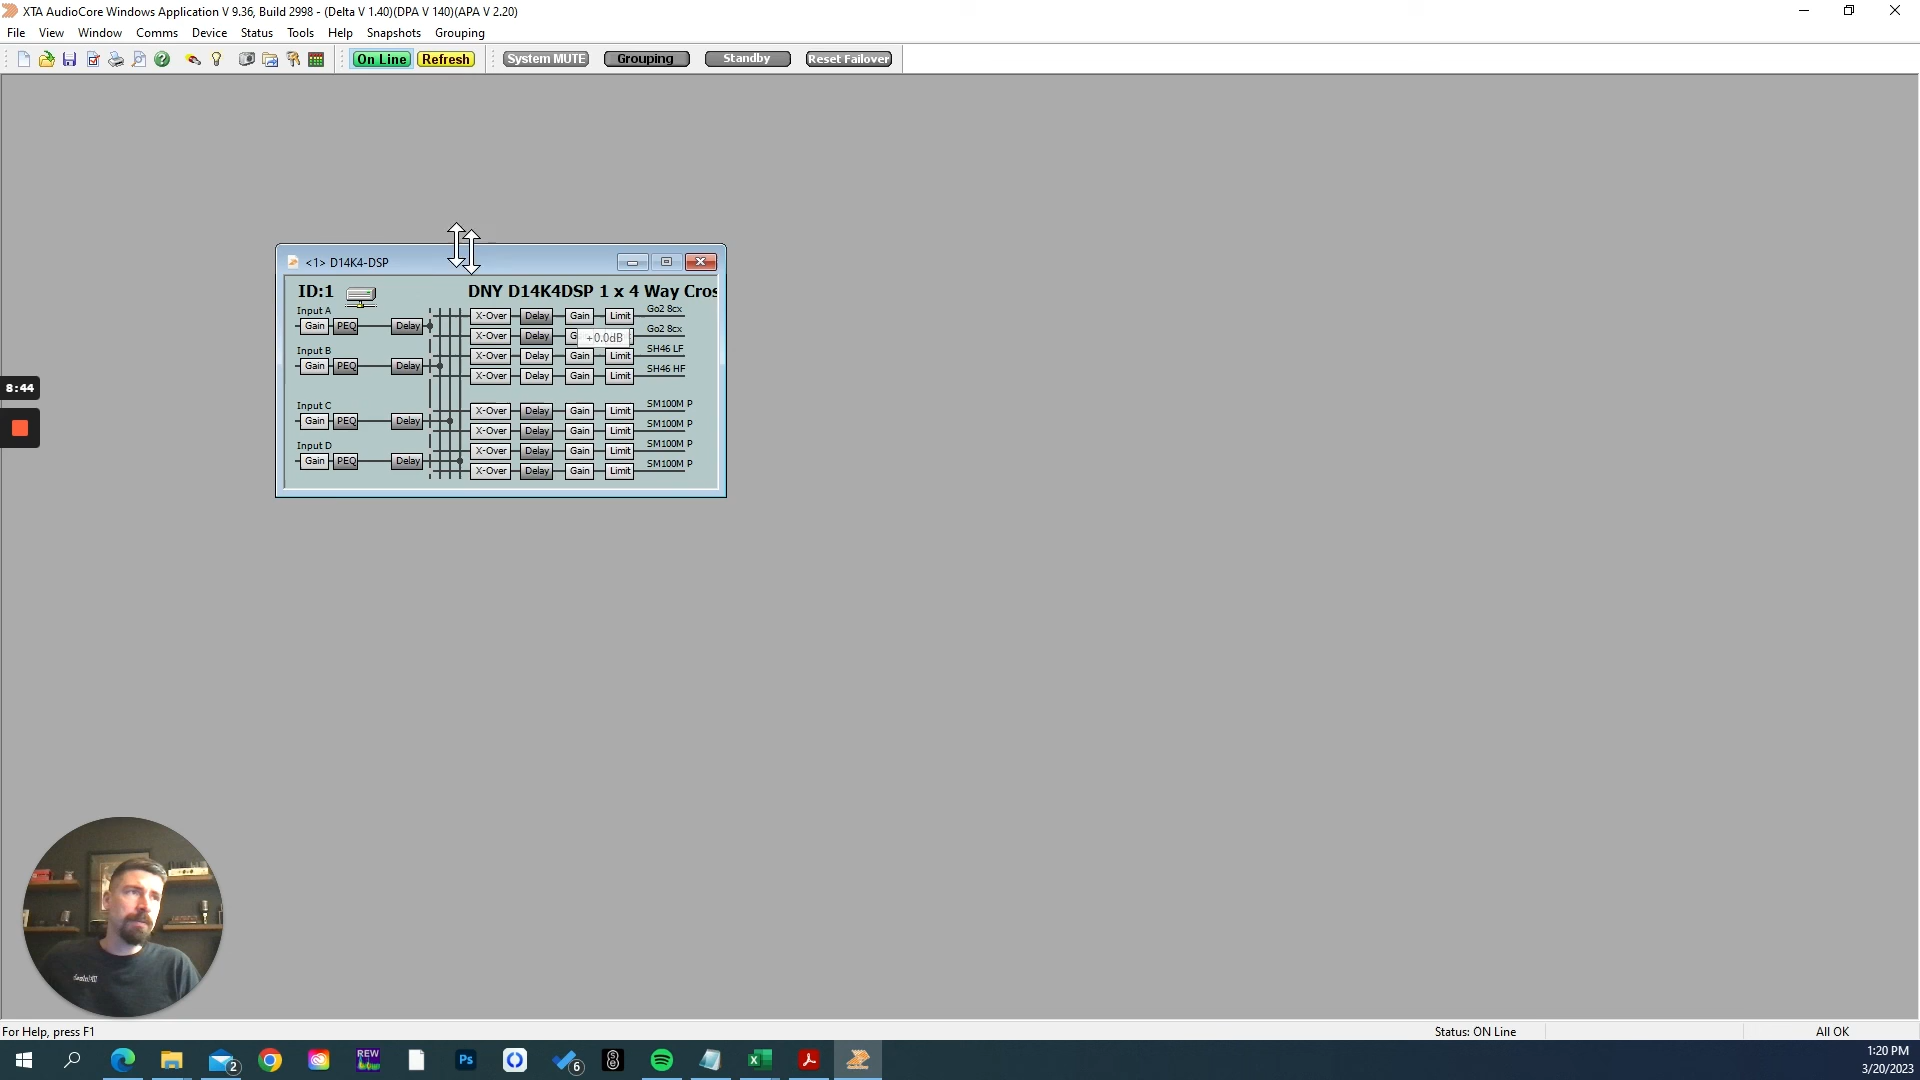 XTA AudioCore Windows Application V 9.36, Build 2998 - (Delta V 1.40)(DPA V 140)(APA V 2.20)
File View Window Comms Device Status Tools Help Snapshots Grouping
On Line Refresh System MUTE Grouping Standby Reset Failover
<1> D14K4-DSP
ID:1 DNY D14K4DSP 1 x 4 Way Cros
Input A
Gain PEQ Delay
Input B
Gain PEQ Delay
Input C
Gain PEQ Delay
Input D
Gain PEQ Delay
X-Over Delay Gain Limit Go2 8cx
X-Over Delay G Go2 8cx
+0.0dB
X-Over Delay Gain Limit SH46 LF
X-Over Delay Gain Limit SH46 HF
X-Over Delay Gain Limit SM100M P
X-Over Delay Gain Limit SM100M P
X-Over Delay Gain Limit SM100M P
X-Over Delay Gain Limit SM100M P
8:44
For Help, press F1
Status: ON Line
All OK
2
REW
Ps
6
1:20 PM
3/20/2023